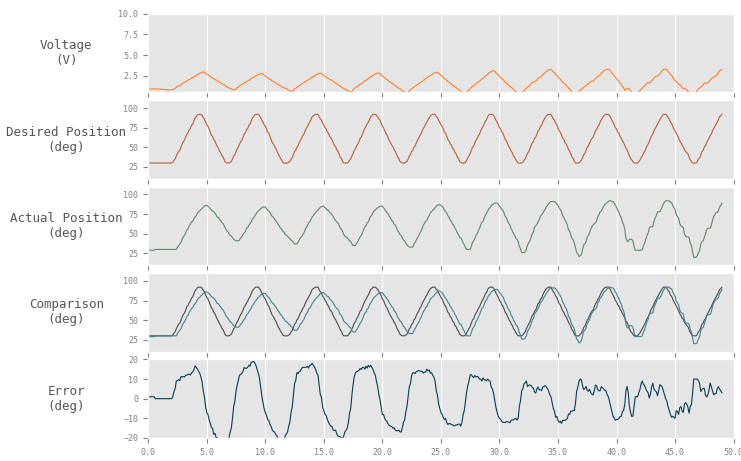 10.0
7.5
5.0
2.5
Voltage
(V)
100
75
50
25
Desired Position
(deg)
100
75
50
25
Actual Position
(deg)
100
75
50
25
Comparison
(deg)
20
10
0
−10
−20
Error
(deg)
0.0 5.0 10.0 15.0 20.0 25.0 30.0 35.0 40.0 45.0 50.0